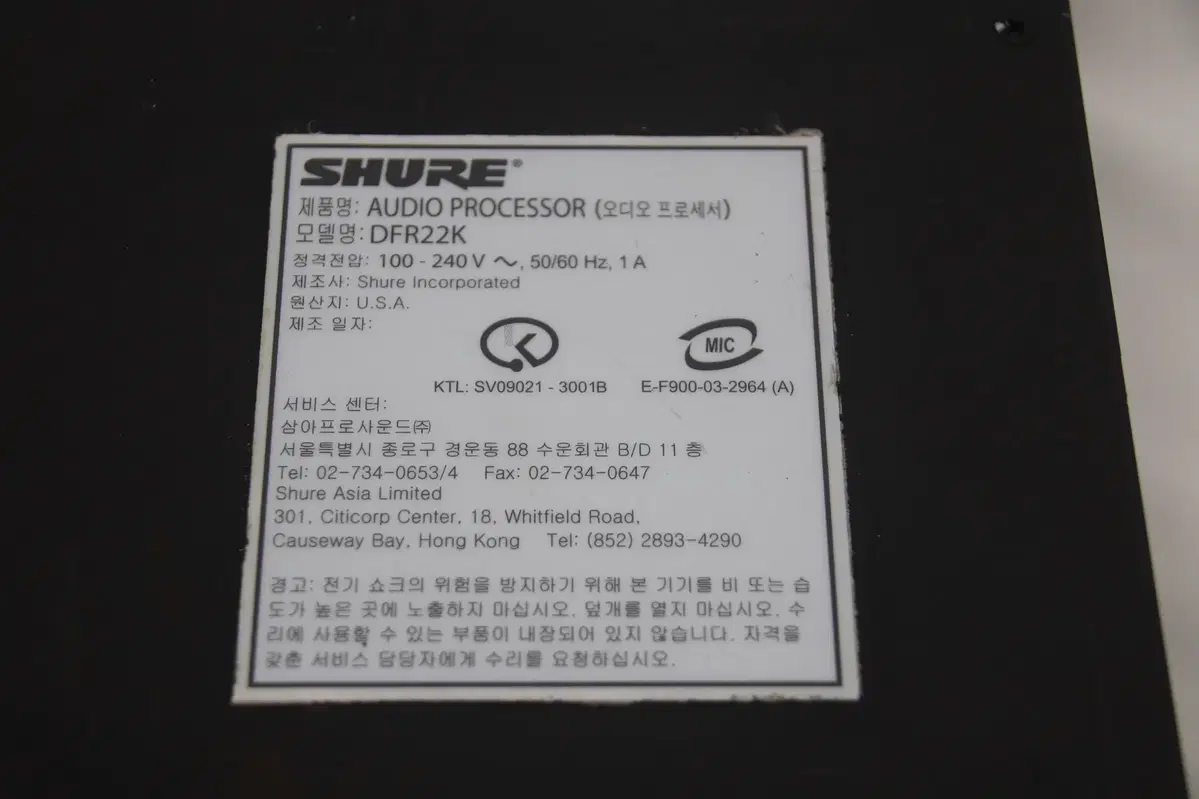 SHURE®
제품명: AUDIO PROCESSOR (오디오 프로세서)
모델명: DFR22K
정격전압: 100 - 240 V ～, 50/60 Hz, 1 A
제조사: Shure Incorporated
원산지: U.S.A.
제조 일자:
MIC
KTL: SV09021 - 3001B E-F900-03-2964 (A)
서비스 센터:
삼아프로사운드㈜
서울특별시 종로구 경운동 88 수운회관 B/D 11 층
Tel: 02-734-0653/4 Fax: 02-734-0647
Shure Asia Limited
301, Citicorp Center, 18, Whitfield Road,
Causeway Bay, Hong Kong Tel: (852) 2893-4290
경고: 전기 쇼크의 위험을 방지하기 위해 본 기기를 비 또는 습
도가 높은 곳에 노출하지 마십시오. 덮개를 열지 마십시오. 수
리에 사용할 수 있는 부품이 내장되어 있지 않습니다. 자격을
갖춘 서비스 담당자에게 수리를 요청하십시오.